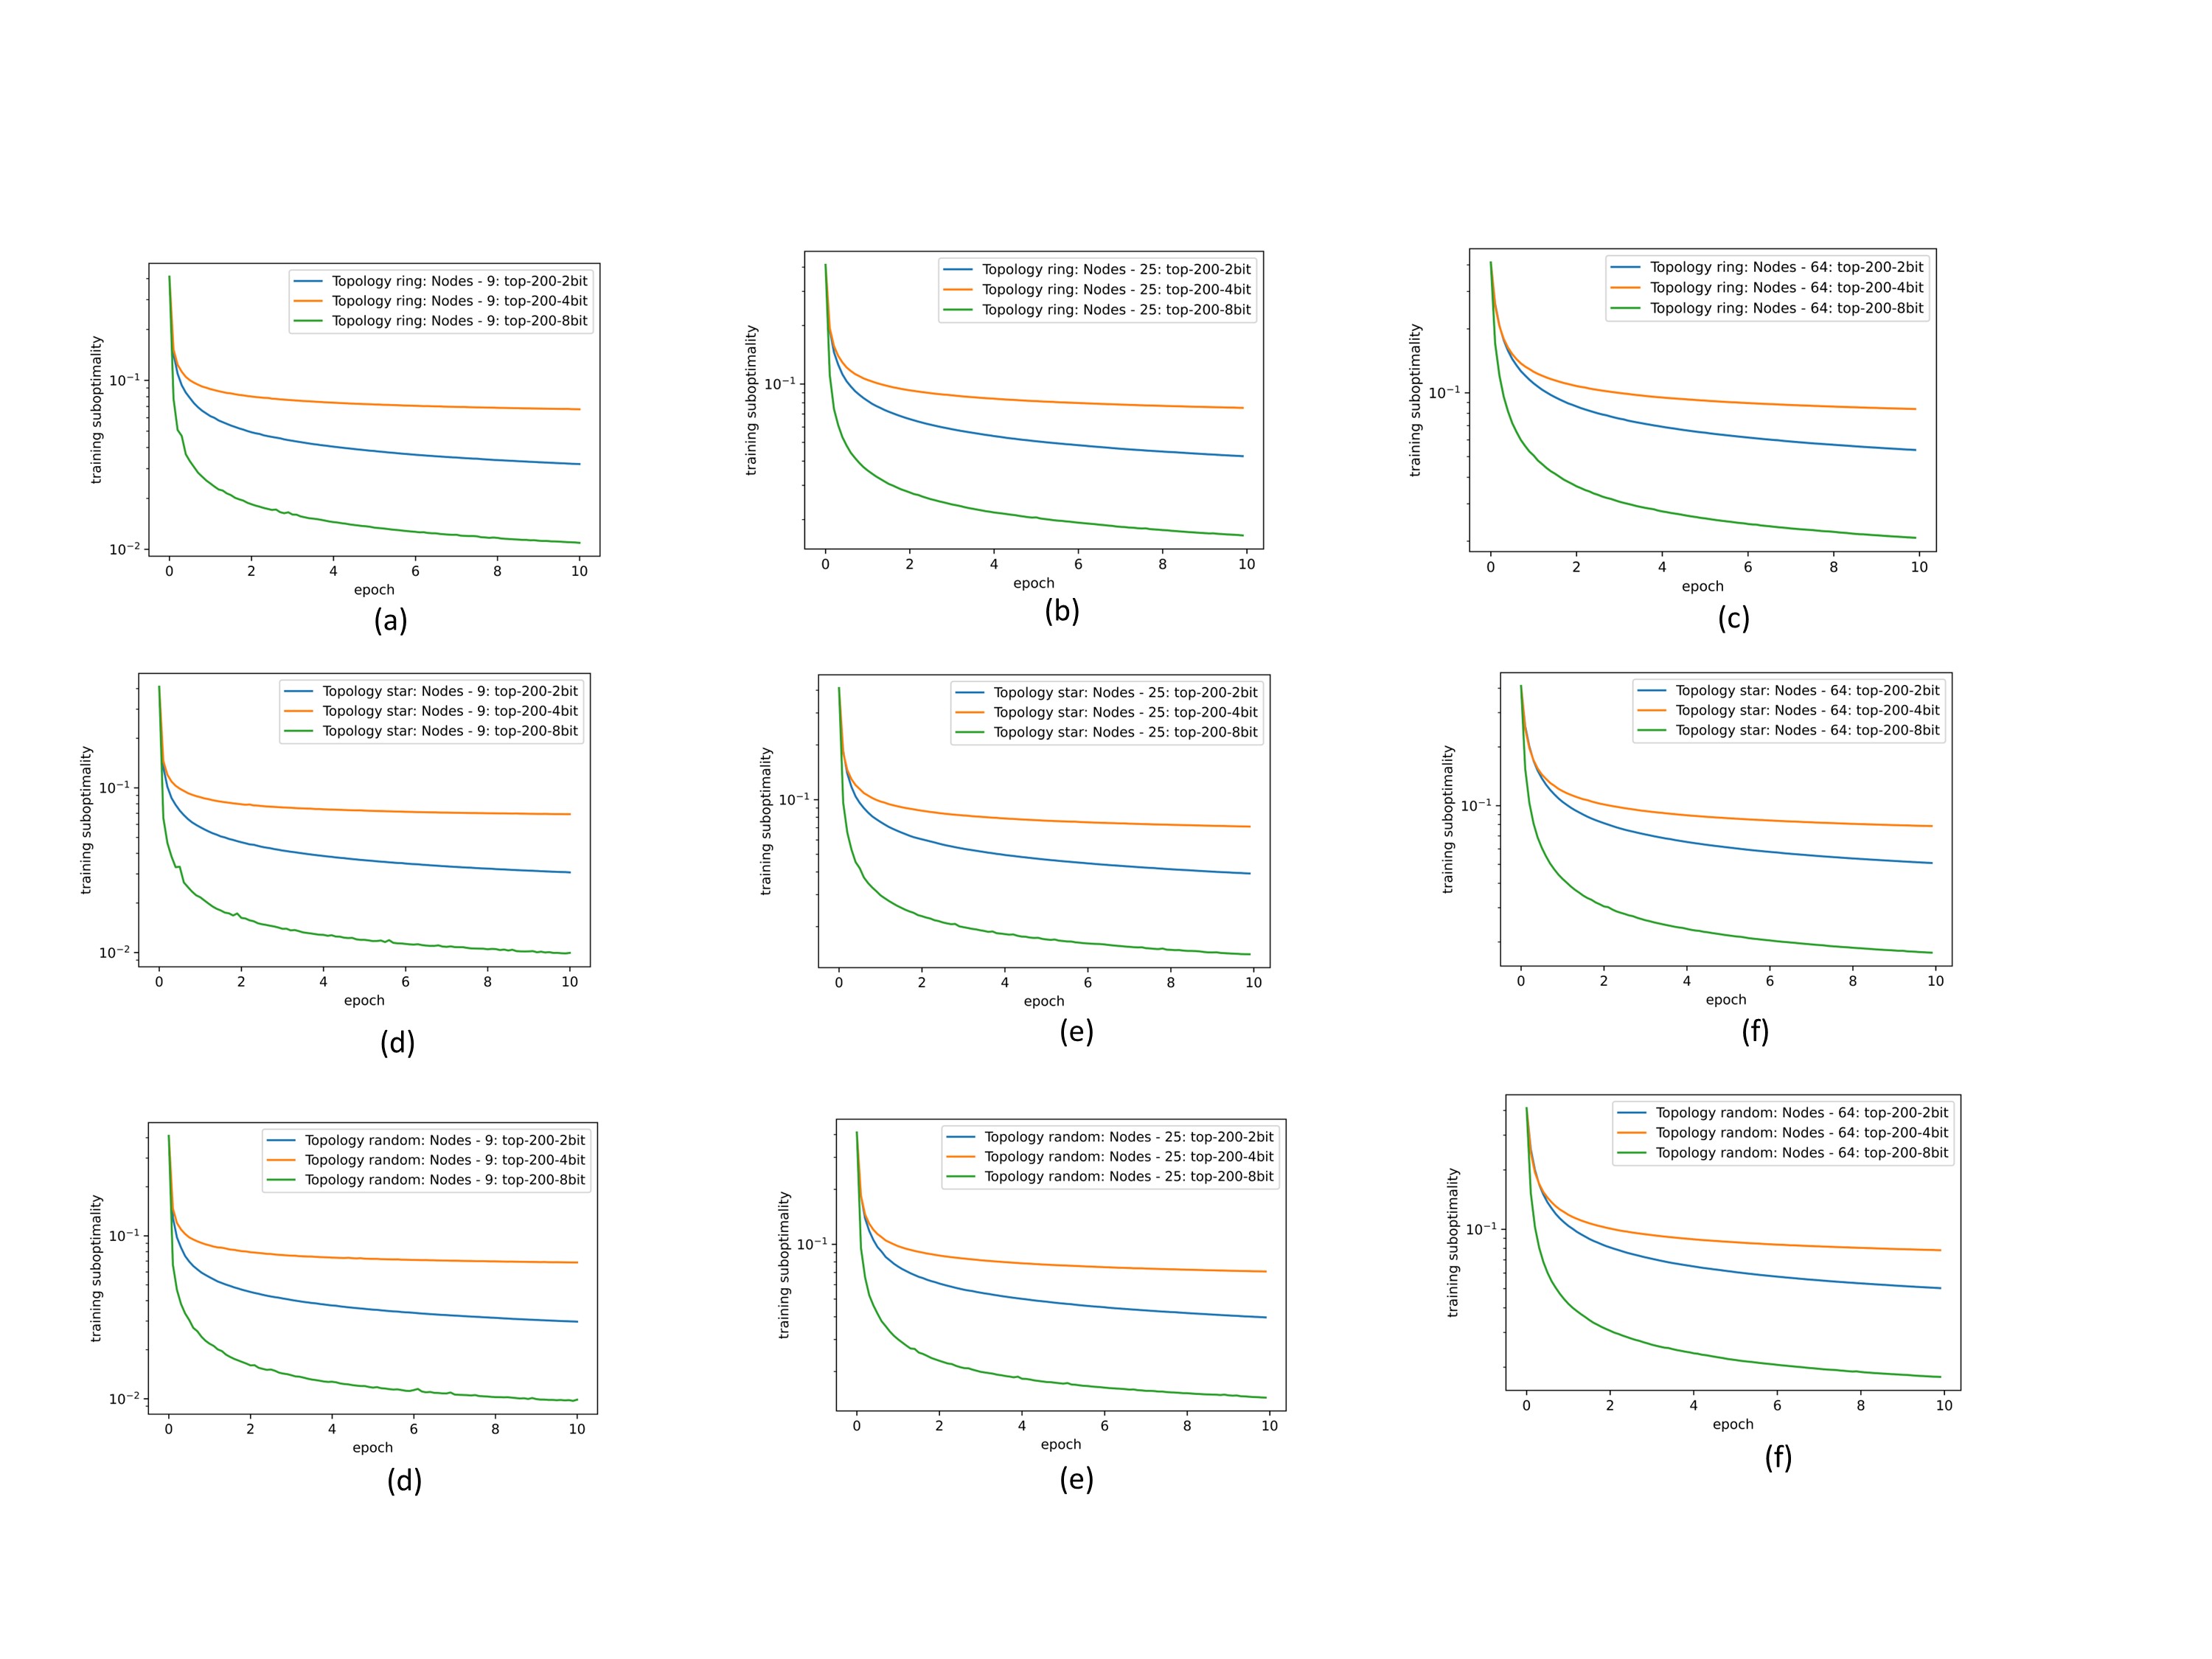 Topology ring: Nodes - 9: top-200-2bit
Topology ring: Nodes - 9: top-200-4bit
Topology ring: Nodes - 9: top-200-8bit
training suboptimality
10⁻¹
10⁻²
0 2 4 6 8 10
epoch
(a)
Topology ring: Nodes - 25: top-200-2bit
Topology ring: Nodes - 25: top-200-4bit
Topology ring: Nodes - 25: top-200-8bit
training suboptimality
10⁻¹
0 2 4 6 8 10
epoch
(b)
Topology ring: Nodes - 64: top-200-2bit
Topology ring: Nodes - 64: top-200-4bit
Topology ring: Nodes - 64: top-200-8bit
training suboptimality
10⁻¹
0 2 4 6 8 10
epoch
(c)
Topology star: Nodes - 9: top-200-2bit
Topology star: Nodes - 9: top-200-4bit
Topology star: Nodes - 9: top-200-8bit
training suboptimality
10⁻¹
10⁻²
0 2 4 6 8 10
epoch
(d)
Topology star: Nodes - 25: top-200-2bit
Topology star: Nodes - 25: top-200-4bit
Topology star: Nodes - 25: top-200-8bit
training suboptimality
10⁻¹
0 2 4 6 8 10
epoch
(e)
Topology star: Nodes - 64: top-200-2bit
Topology star: Nodes - 64: top-200-4bit
Topology star: Nodes - 64: top-200-8bit
training suboptimality
10⁻¹
0 2 4 6 8 10
epoch
(f)
Topology random: Nodes - 9: top-200-2bit
Topology random: Nodes - 9: top-200-4bit
Topology random: Nodes - 9: top-200-8bit
training suboptimality
10⁻¹
10⁻²
0 2 4 6 8 10
epoch
(d)
Topology random: Nodes - 25: top-200-2bit
Topology random: Nodes - 25: top-200-4bit
Topology random: Nodes - 25: top-200-8bit
training suboptimality
10⁻¹
0 2 4 6 8 10
epoch
(e)
Topology random: Nodes - 64: top-200-2bit
Topology random: Nodes - 64: top-200-4bit
Topology random: Nodes - 64: top-200-8bit
training suboptimality
10⁻¹
0 2 4 6 8 10
epoch
(f)